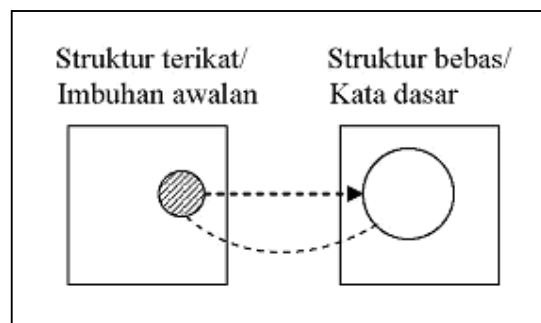 Struktur terikat/
Imbuhan awalan
Struktur bebas/
Kata dasar